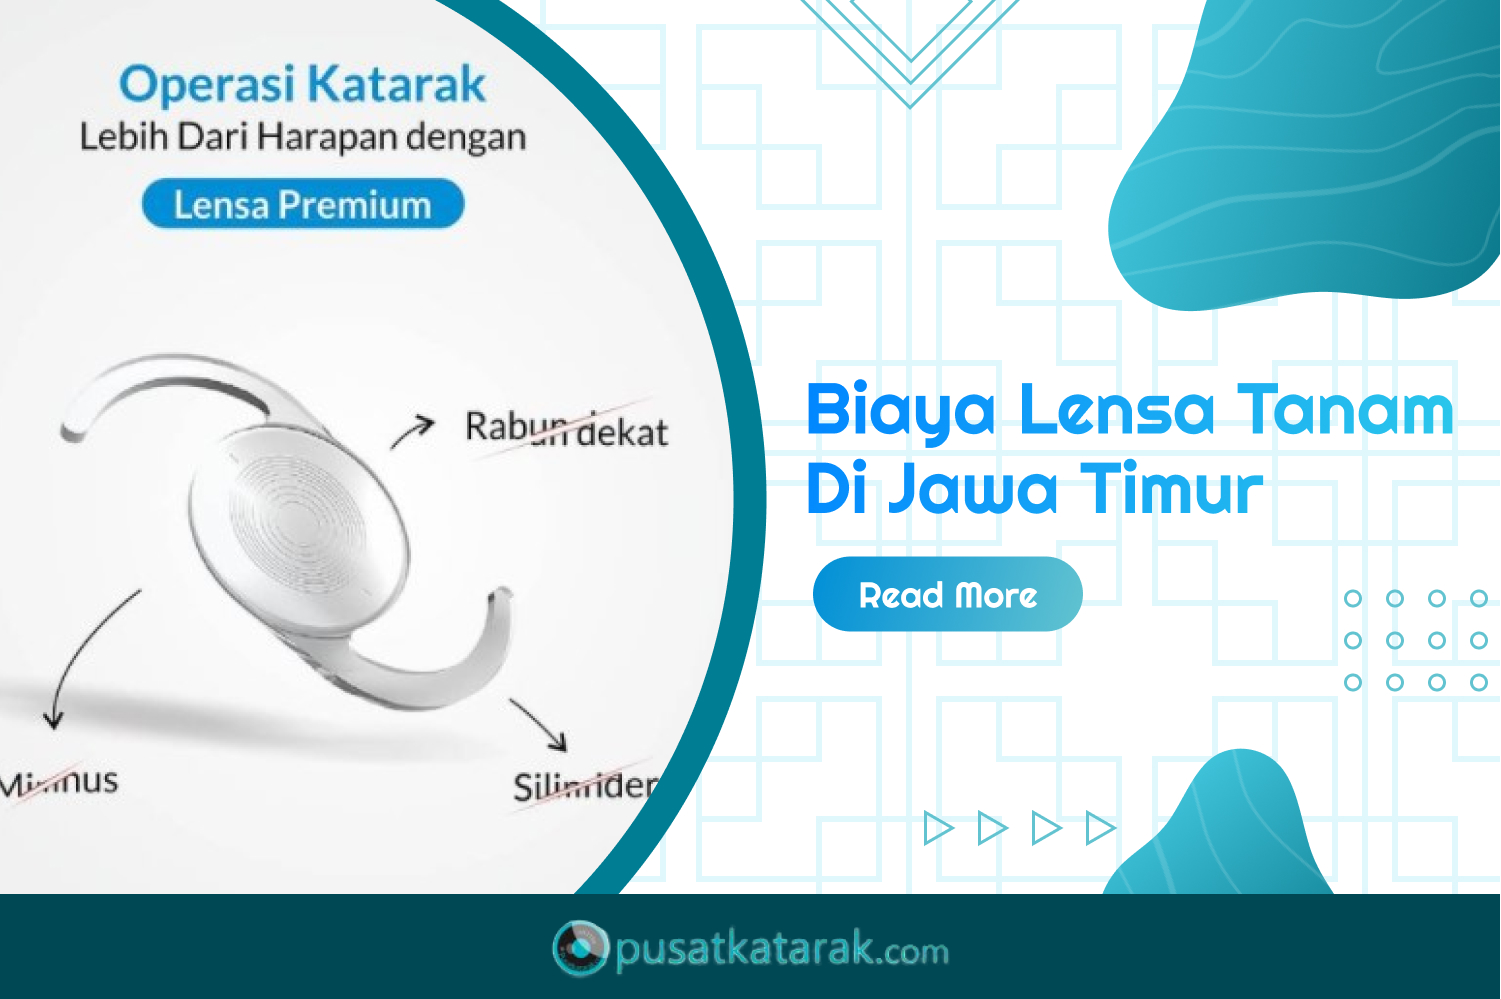 Operasi Katarak
Lebih Dari Harapan dengan
Lensa Premium
Rabun dekat
Minus
Silinder
Biaya Lensa Tanam
Di Jawa Timur
Read More
pusatkatarak.com